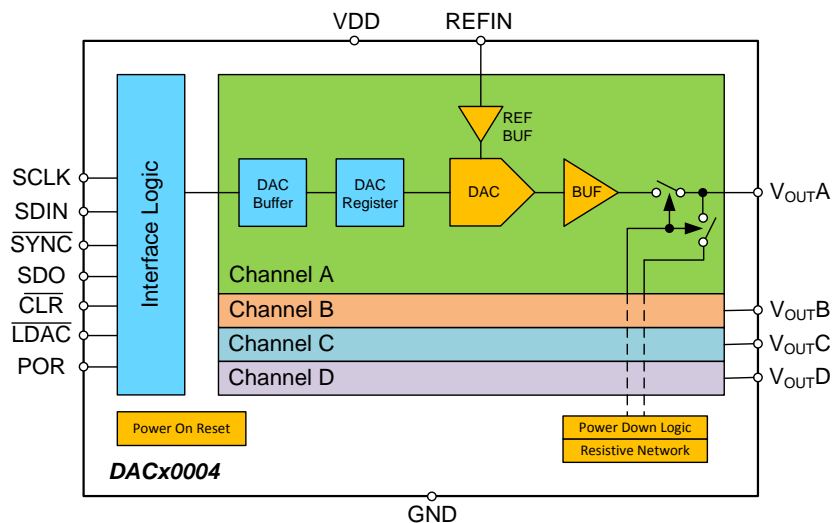 VDD
REFIN
REF
BUF
SCLK
SDIN
SYNC
SDO
CLR
LDAC
POR
Interface Logic
DAC
Buffer
DAC
Register
DAC
BUF
VOUTA
Channel A
Channel B
VOUTB
Channel C
VOUTC
Channel D
VOUTD
Power On Reset
Power Down Logic
Resistive Network
DACx0004
GND